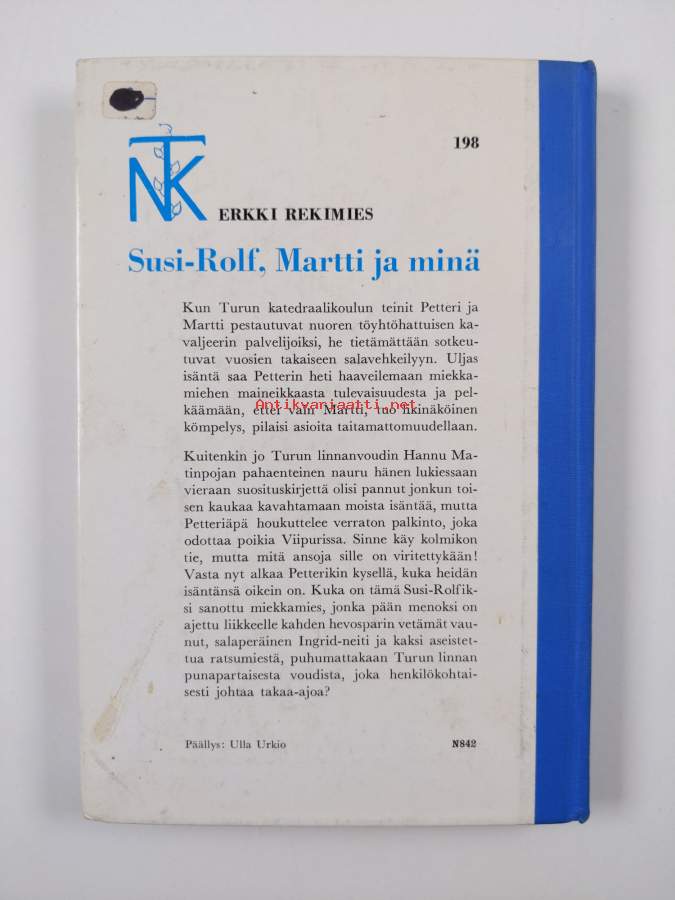 198
NTK
ERKKI REKIMIES
Susi-Rolf, Martti ja minä
Kun Turun katedraalikoulun teinit Petteri ja
Martti pestautuvat nuoren töyhtöhattuisen ka-
valjeerin palvelijoiksi, he tietämättään sotkeu-
tuvat vuosien takaiseen salavehkeilyyn. Uljas
isäntä saa Petterin heti haaveilemaan miekka-
miehen maineikkaasta tulevaisuudesta ja pel-
Antikvariaatti.net
käämään, ettei vain Martti, tuo likinäköinen
kömpelys, pilaisi asioita taitamattomuudellaan.
Kuitenkin jo Turun linnanvoudin Hannu Ma-
tinpojan pahaenteinen nauru hänen lukiessaan
vieraan suosituskirjettä olisi pannut jonkun toi-
sen kaukaa kavahtamaan moista isäntää, mutta
Petteriäpä houkuttelee verraton palkinto, joka
odottaa poikia Viipurissa. Sinne käy kolmikon
tie, mutta mitä ansoja sille on viritettykään!
Vasta nyt alkaa Petterikin kysellä, kuka heidän
isäntänsä oikein on. Kuka on tämä Susi-Rolfik-
si sanottu miekkamies, jonka pään menoksi on
ajettu liikkeelle kahden hevosparin vetämät vau-
nut, salaperäinen Ingrid-neiti ja kaksi aseistet-
tua ratsumiestä, puhumattakaan Turun linnan
punapartaisesta voudista, joka henkilökohtai-
sesti johtaa takaa-ajoa?
Päällys: Ulla Urkio
N842